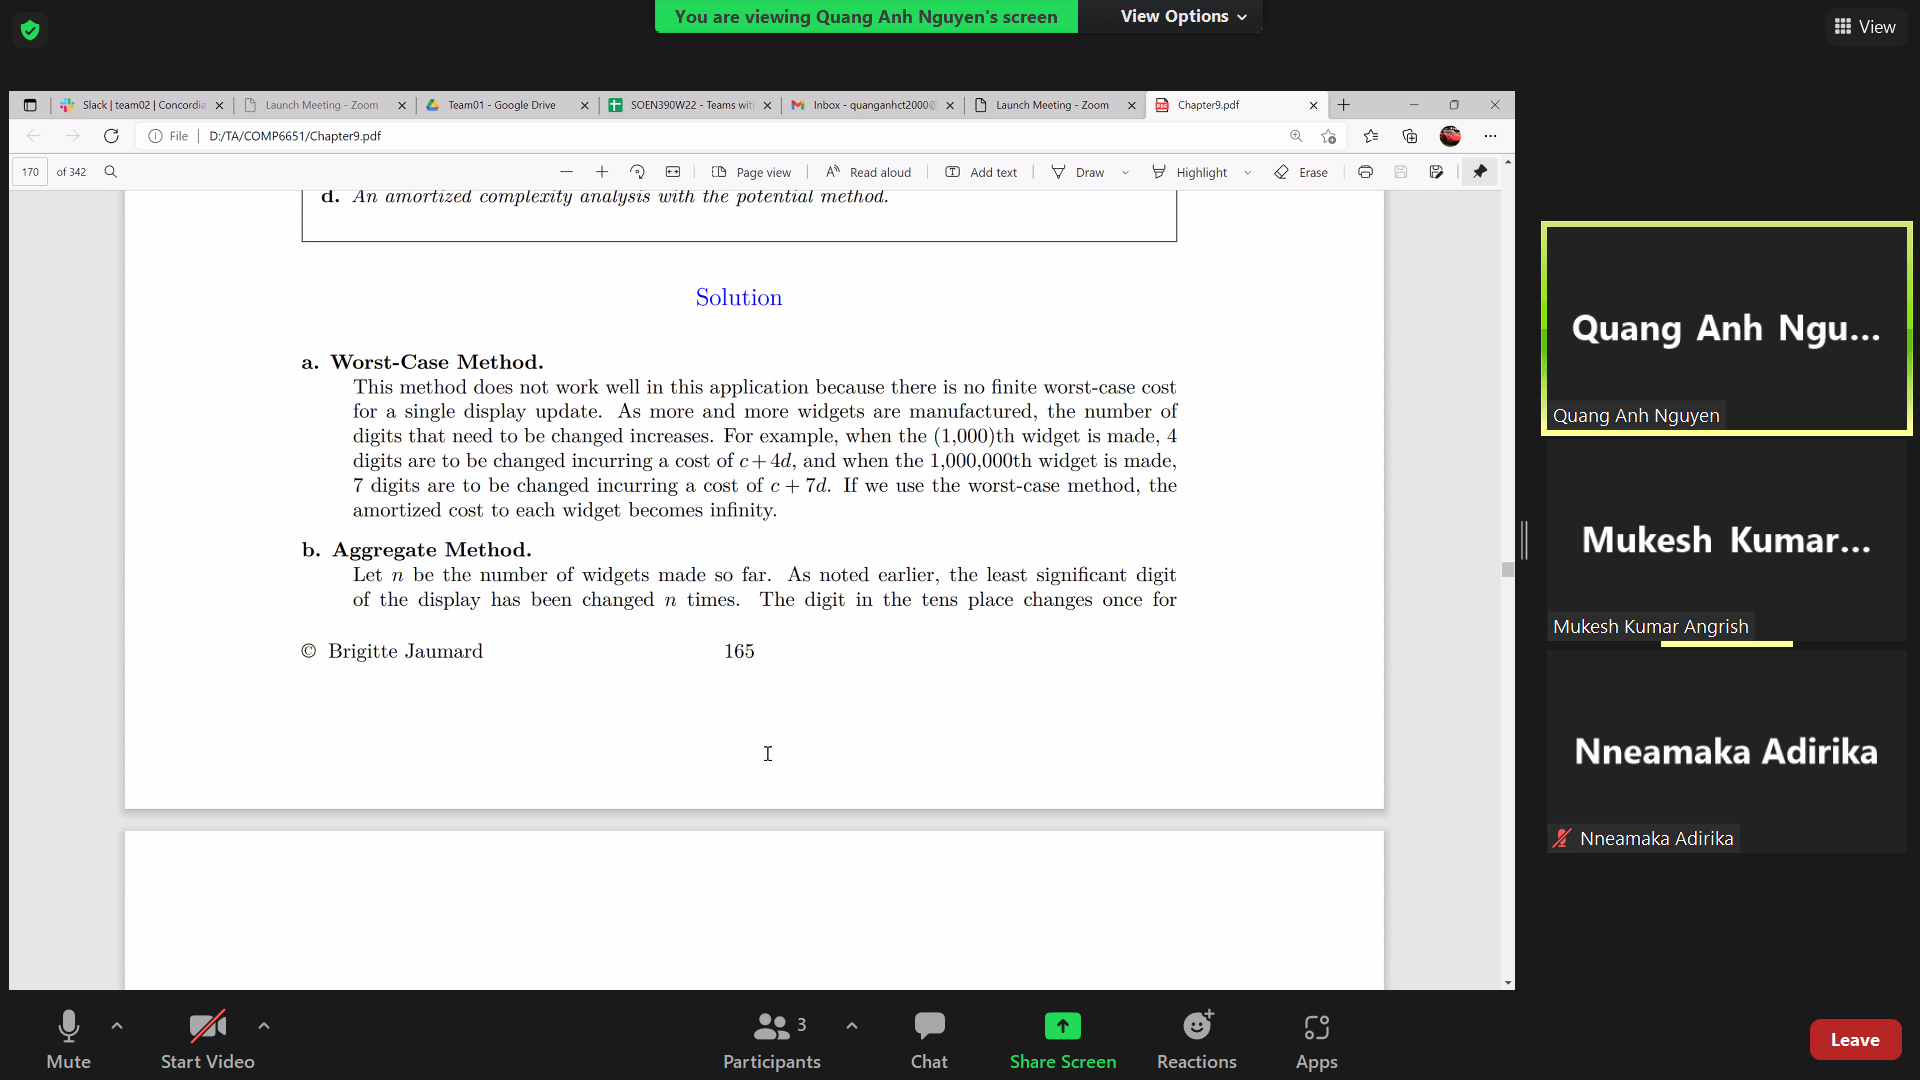 You are viewing Quang Anh Nguyen's screen
View Options
View
Slack | team02 | Concordia
Launch Meeting - Zoom
Team01 - Google Drive
SOEN390W22 - Teams wit
Inbox - quanganhct2000@
Launch Meeting - Zoom
Chapter9.pdf
File
D:/TA/COMP6651/Chapter9.pdf
170
of 342
Page view
Read aloud
Add text
Draw
Highlight
Erase
d. An amortized complexity analysis with the potential method.
Solution
a. Worst-Case Method.
This method does not work well in this application because there is no finite worst-case cost
for a single display update. As more and more widgets are manufactured, the number of
digits that need to be changed increases. For example, when the (1,000)th widget is made, 4
digits are to be changed incurring a cost of c + 4d, and when the 1,000,000th widget is made,
7 digits are to be changed incurring a cost of c + 7d. If we use the worst-case method, the
amortized cost to each widget becomes infinity.
b. Aggregate Method.
Let n be the number of widgets made so far. As noted earlier, the least significant digit
of the display has been changed n times. The digit in the tens place changes once for
© Brigitte Jaumard
165
Quang Anh Ngu...
Quang Anh Nguyen
Mukesh Kumar...
Mukesh Kumar Angrish
Nneamaka Adirika
Nneamaka Adirika
Mute
Start Video
3
Participants
Chat
Share Screen
Reactions
Apps
Leave